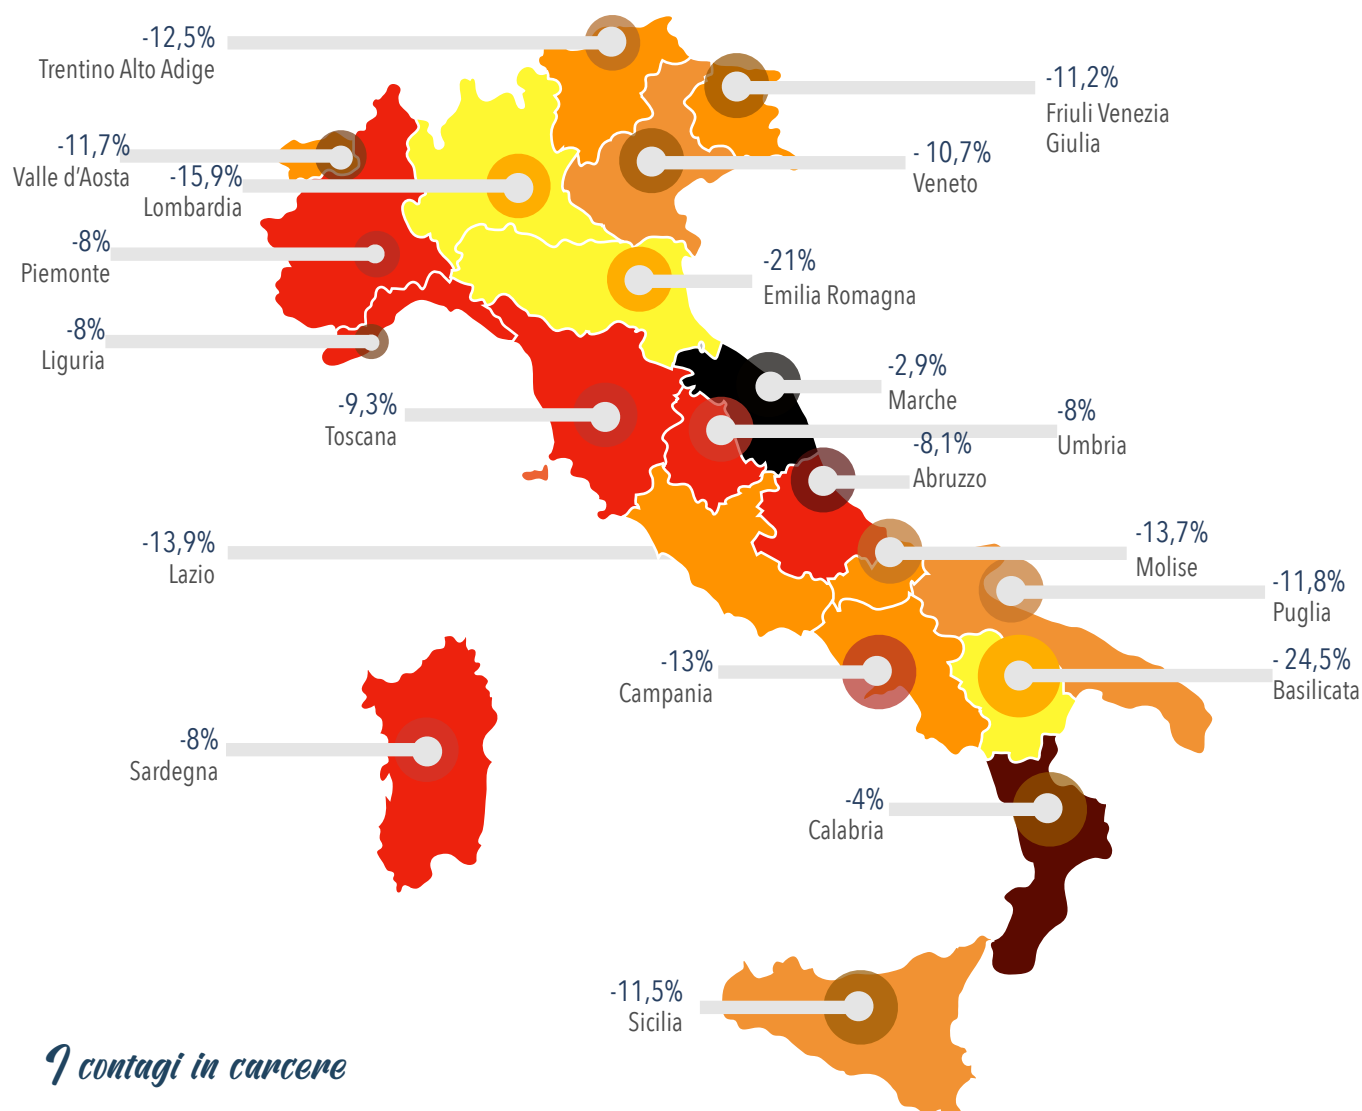 -12,5%
Trentino Alto Adige
-11,2%
Friuli Venezia
Giulia
-11,7%
Valle d'Aosta
- 10,7%
Veneto
-15,9%
Lombardia
-8%
Piemonte
-21%
Emilia Romagna
-8%
Liguria
-2,9%
Marche
-9,3%
Toscana
-8%
Umbria
-8,1%
Abruzzo
-13,9%
Lazio
-13,7%
Molise
-11,8%
Puglia
-13%
Campania
- 24,5%
Basilicata
-8%
Sardegna
-4%
Calabria
-11,5%
Sicilia
I contagi in carcere